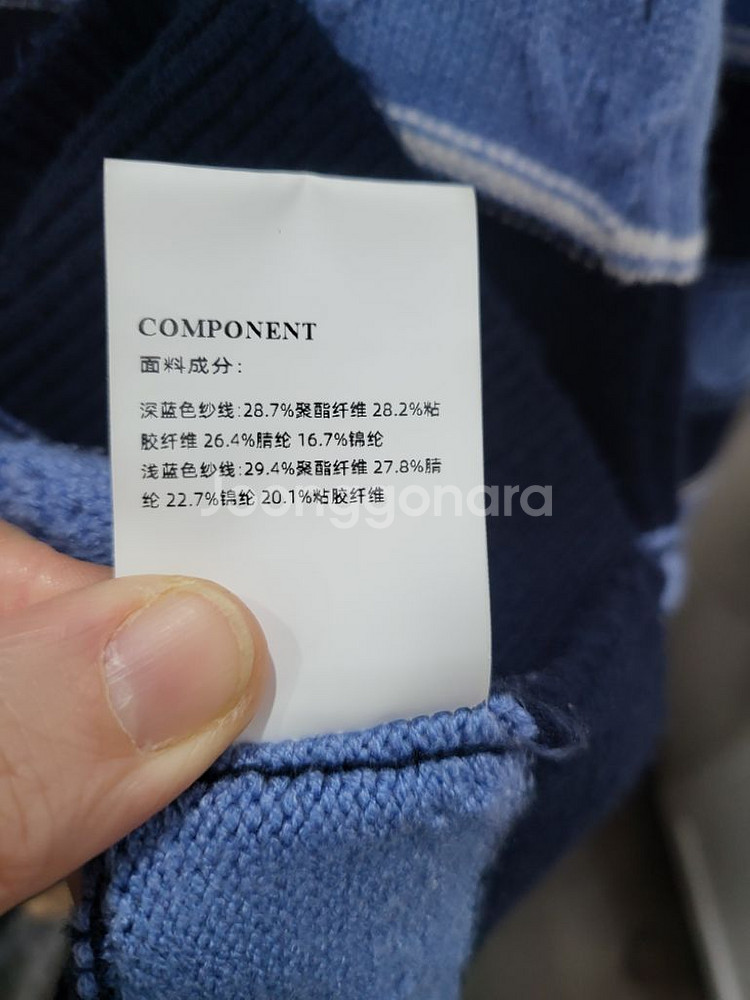 COMPONENT
面料成分:
深蓝色纱线:28.7%聚酯纤维 28.2%粘
胶纤维 26.4%腈纶 16.7%锦纶
浅蓝色纱线:29.4%聚酯纤维 27.8%腈
纶 22.7%锦纶 20.1%粘胶纤维
Joonggonara